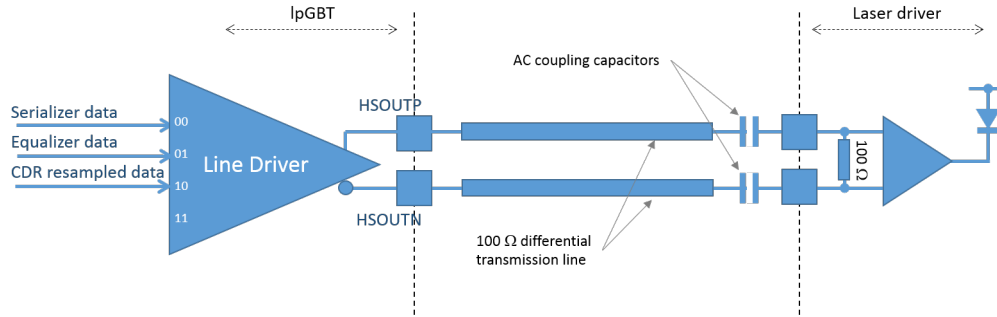 lpGBT
Laser driver
AC coupling capacitors
HSOUTP
Serializer data
00
Equalizer data
01
Line Driver
CDR resampled data
10
11
HSOUTN
100 Ω
100 Ω differential
transmission line